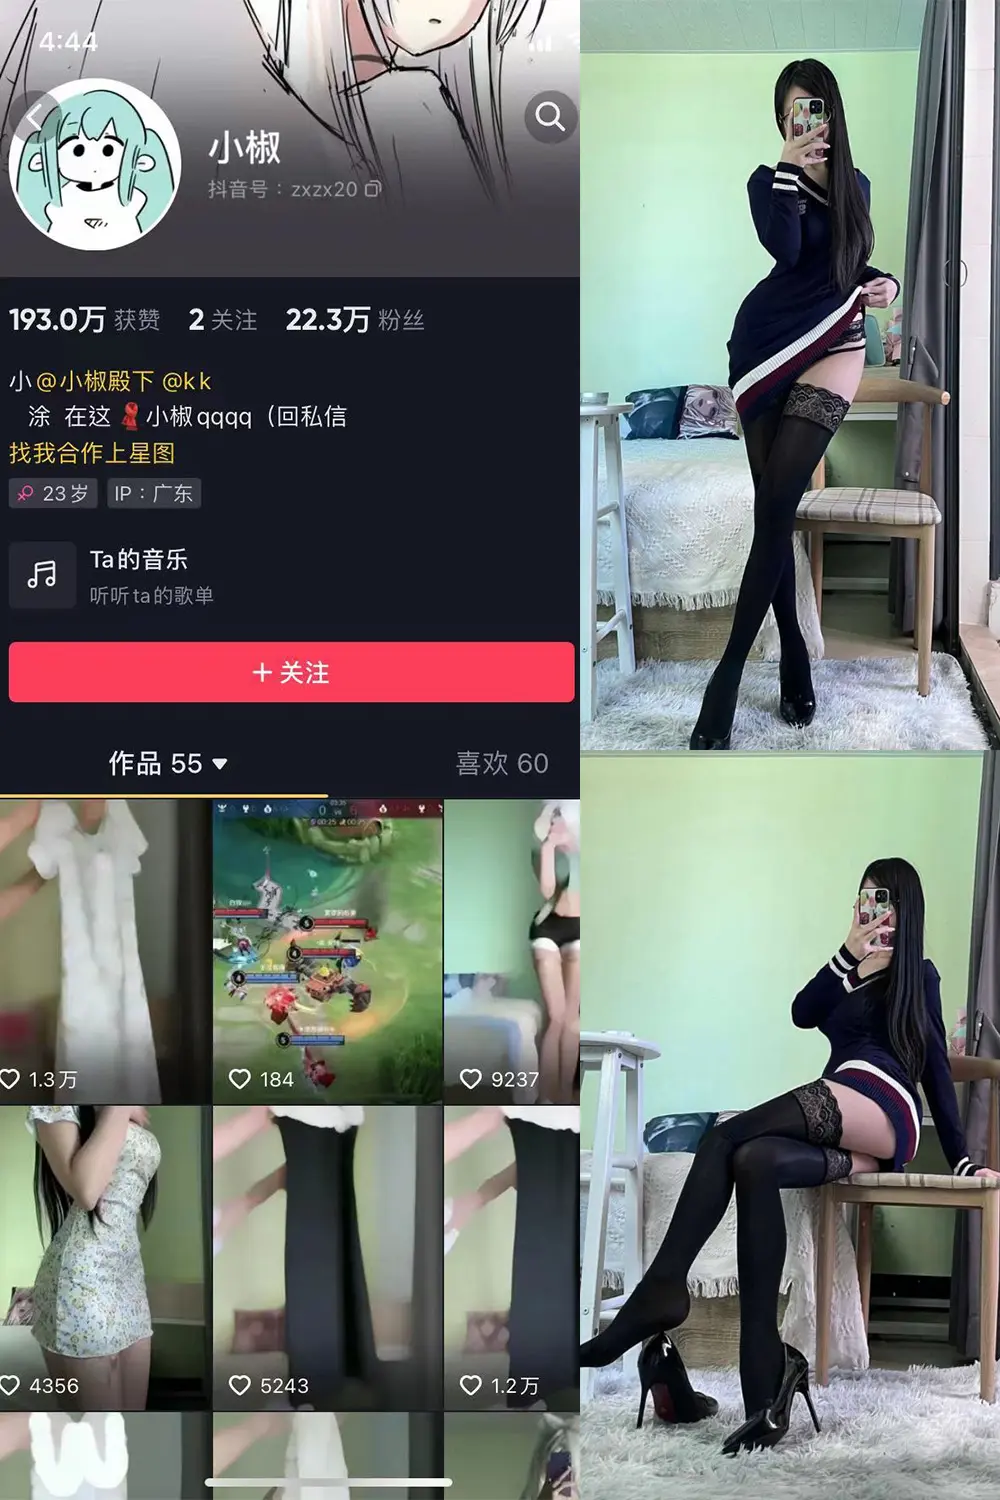 4:44
小椒
抖音号：zxzx20
193.0万 获赞 2 关注 22.3万 粉丝
小@小椒殿下 @kk
涂 在这 小椒qqqq（回私信
找我合作上星图
23岁 IP：广东
Ta的音乐
听听ta的歌单
+ 关注
作品 55 喜欢 60
1.3万 184 9237
4356 5243 1.2万